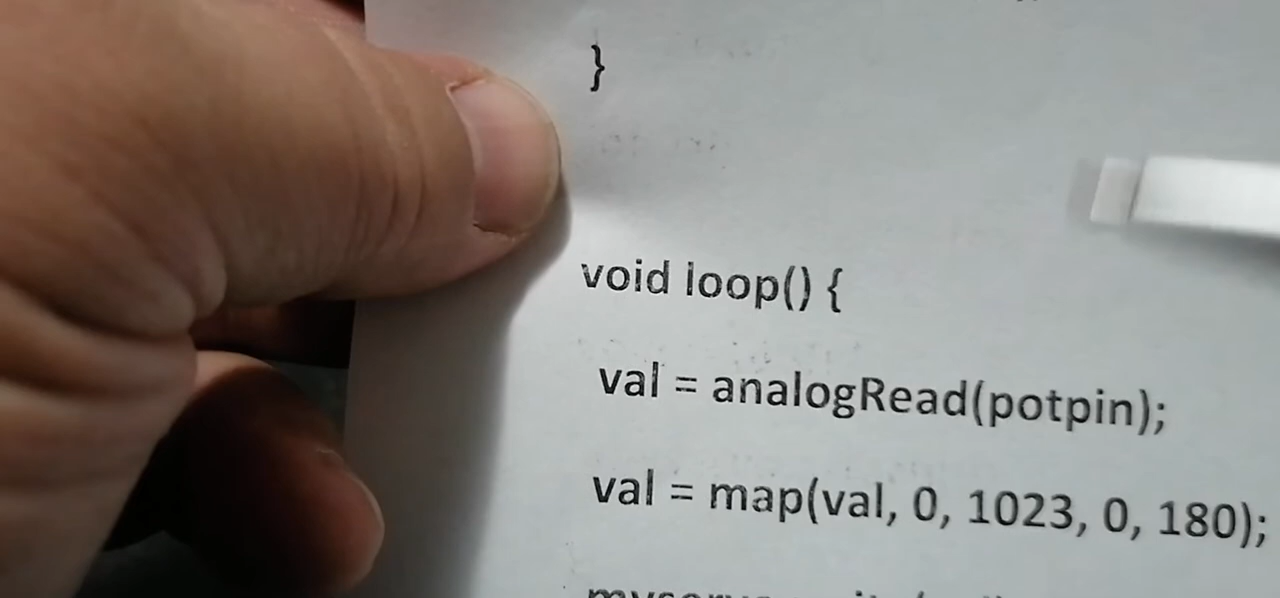 }
void loop() {
val = analogRead(potpin);
val = map(val, 0, 1023, 0, 180);